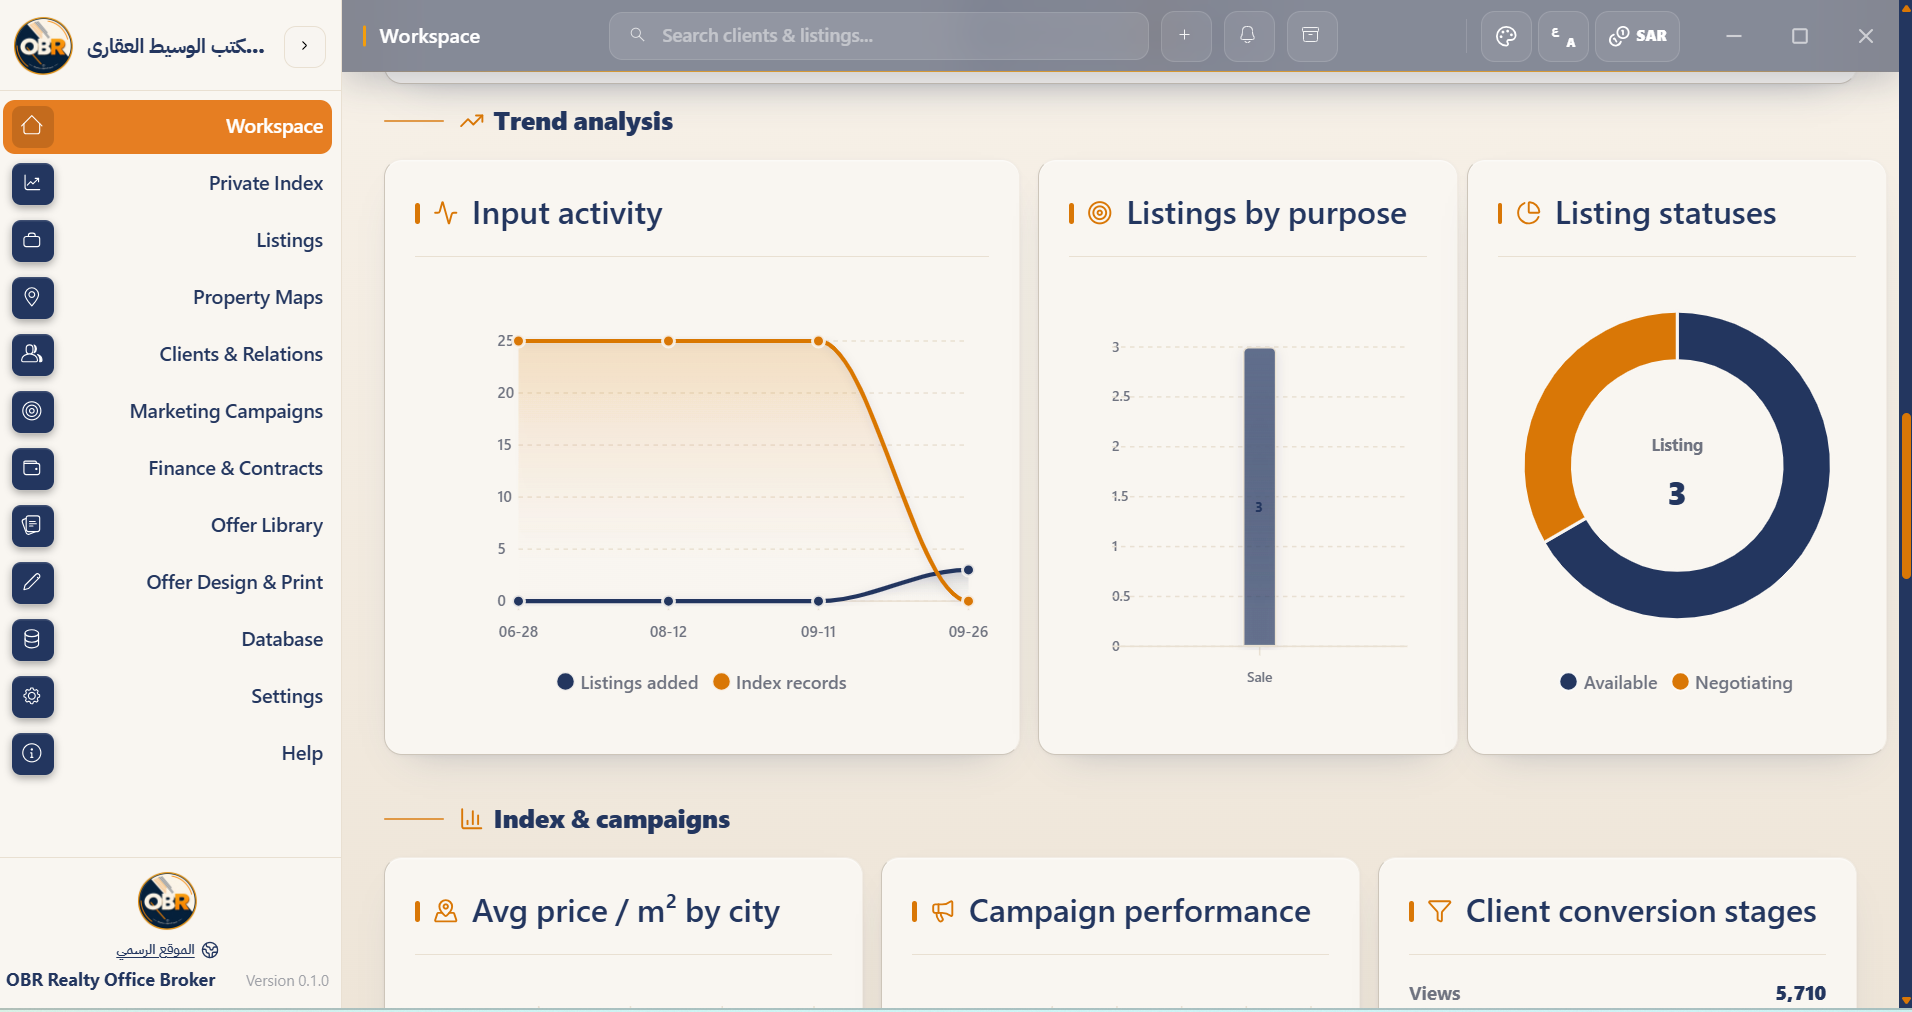 OBR
...كتب الوسيط العقارى
Workspace
Search clients & listings...
SAR
Workspace
Private Index
Listings
Property Maps
Clients & Relations
Marketing Campaigns
Finance & Contracts
Offer Library
Offer Design & Print
Database
Settings
Help
OBR
الموقع الرسمي
OBR Realty Office Broker
Version 0.1.0
Trend analysis
Input activity
25
20
15
10
5
0
06-28
08-12
09-11
09-26
Listings added
Index records
Listings by purpose
3
2.5
2
1.5
1
0.5
0
3
Sale
Listing statuses
Listing
3
Available
Negotiating
Index & campaigns
Avg price / m² by city
Campaign performance
Client conversion stages
Views
5,710